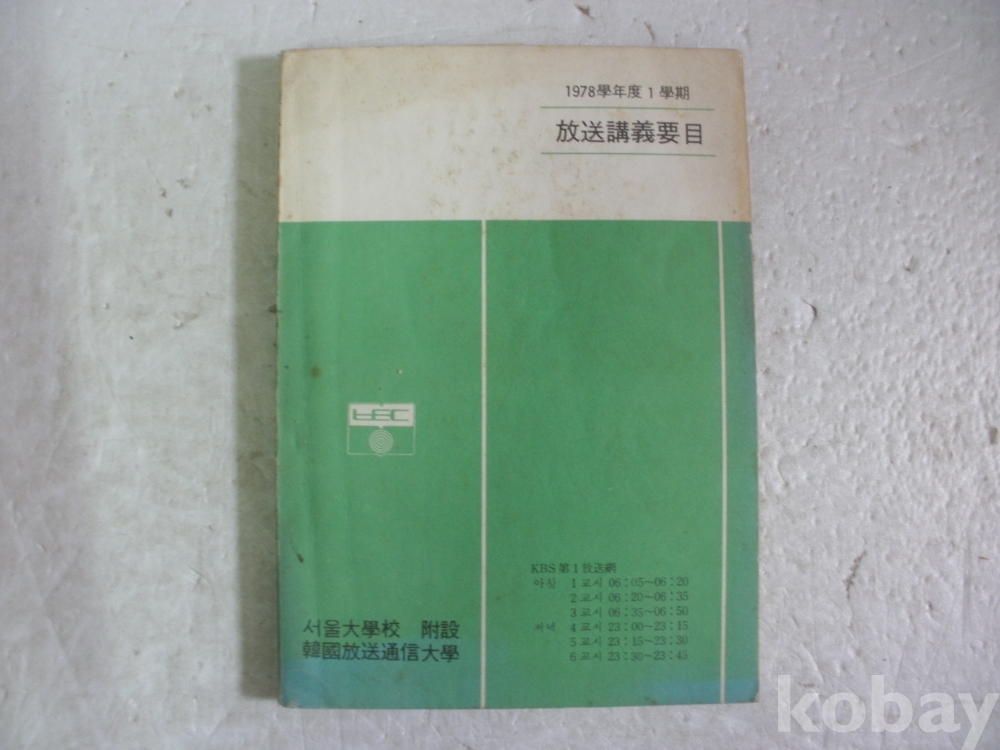 1978學年度 1 學期
放送講義要目
KBS 第 1 放送網
아침 1 교시 06 : 05~06 : 20
2 교시 06 : 20~06 : 35
3 교시 06 : 35~06 : 50
저녁 4 교시 23 : 00~23 : 15
5 교시 23 : 15~23 : 30
6 교시 23 : 30~23 : 45
서울大學校 附設
韓國放送通信大學
kobay